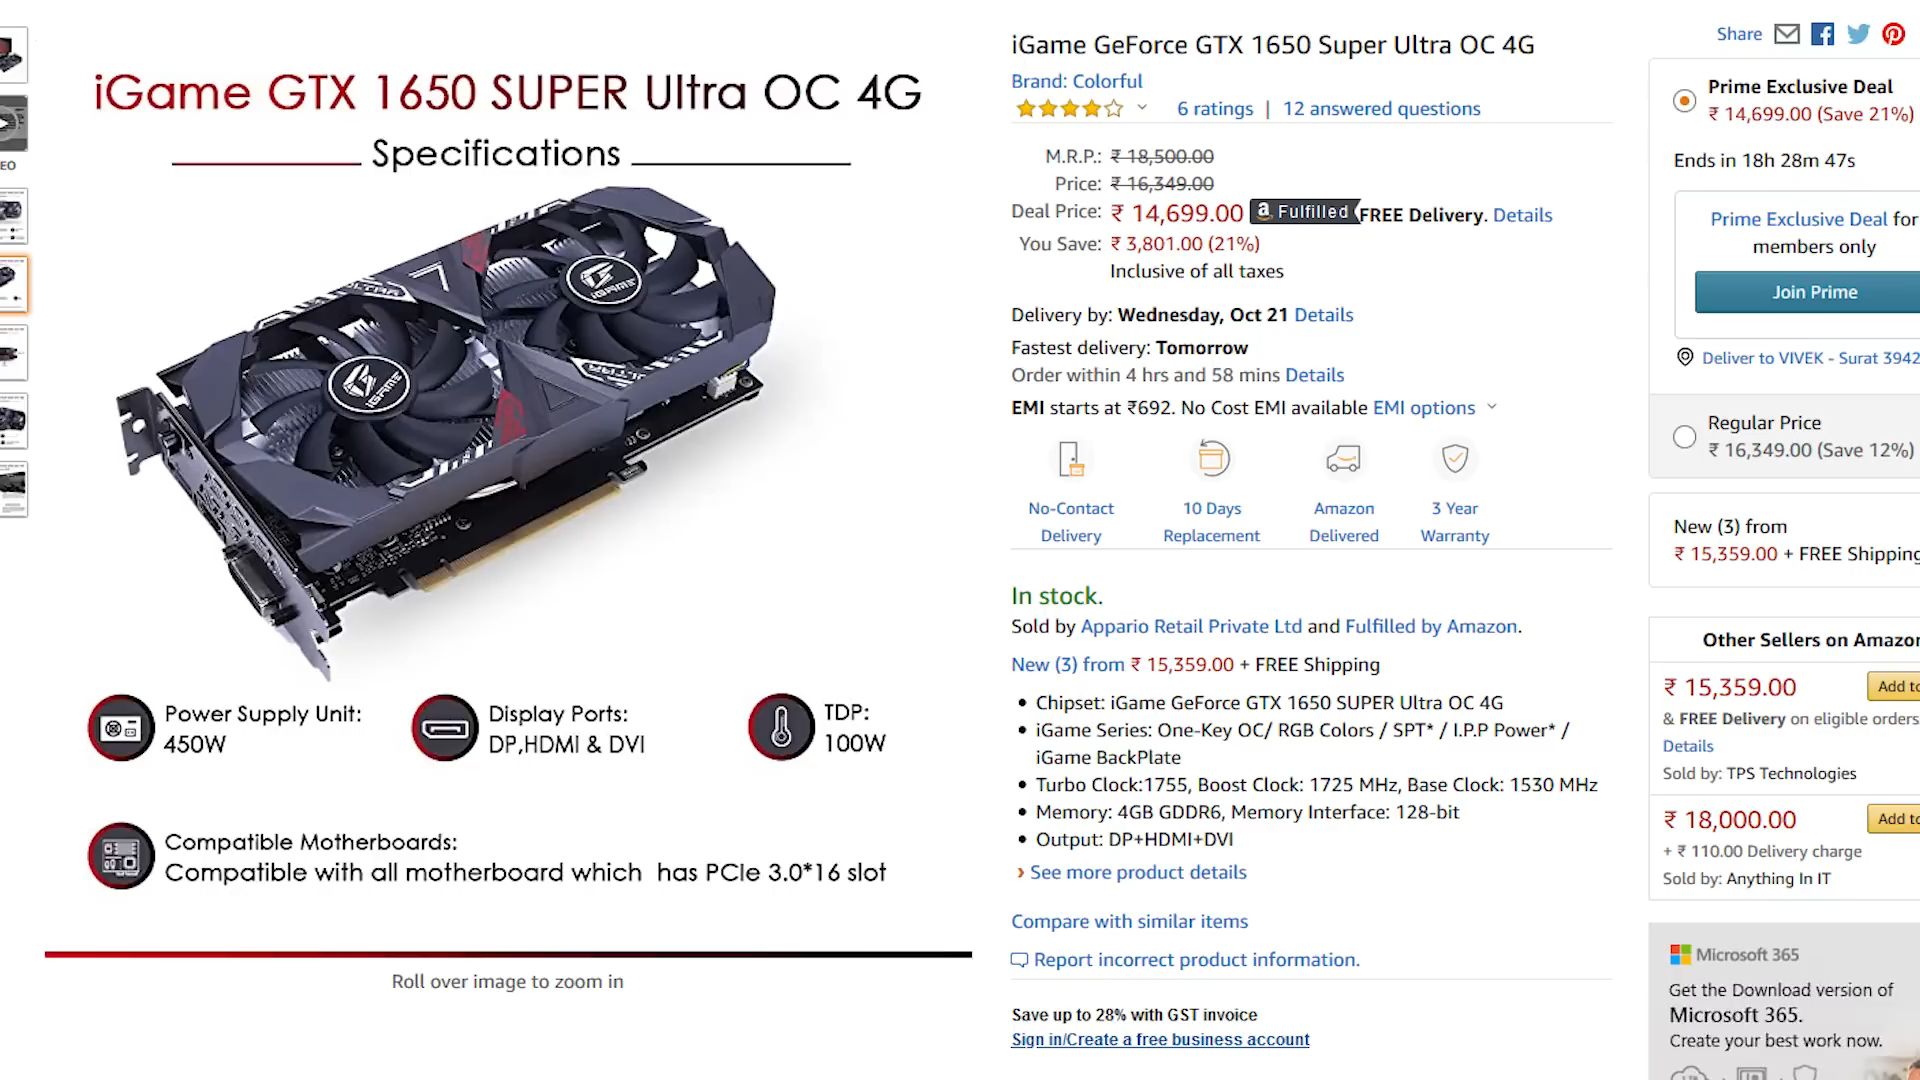 EO
iGame GTX 1650 SUPER Ultra OC 4G
Specifications
ULTRA
iGAME
iGAME
ULTRA
Power Supply Unit:
450W
Display Ports:
DP,HDMI & DVI
TDP:
100W
Compatible Motherboards:
Compatible with all motherboard which has PCIe 3.0*16 slot
Roll over image to zoom in
iGame GeForce GTX 1650 Super Ultra OC 4G
Brand: Colorful
6 ratings | 12 answered questions
M.R.P.: ₹ 18,500.00
Price: ₹ 16,349.00
Deal Price: ₹ 14,699.00 a Fulfilled FREE Delivery. Details
You Save: ₹ 3,801.00 (21%)
Inclusive of all taxes
Delivery by: Wednesday, Oct 21 Details
Fastest delivery: Tomorrow
Order within 4 hrs and 58 mins Details
EMI starts at ₹692. No Cost EMI available EMI options
No-Contact
Delivery
10 Days
Replacement
Amazon
Delivered
3 Year
Warranty
In stock.
Sold by Appario Retail Private Ltd and Fulfilled by Amazon.
New (3) from ₹ 15,359.00 + FREE Shipping
• Chipset: iGame GeForce GTX 1650 SUPER Ultra OC 4G
• iGame Series: One-Key OC/ RGB Colors / SPT* / I.P.P Power* /
iGame BackPlate
• Turbo Clock:1755, Boost Clock: 1725 MHz, Base Clock: 1530 MHz
• Memory: 4GB GDDR6, Memory Interface: 128-bit
• Output: DP+HDMI+DVI
› See more product details
Compare with similar items
Report incorrect product information.
Save up to 28% with GST invoice
Sign in/Create a free business account
Share
Prime Exclusive Deal
₹ 14,699.00 (Save 21%)
Ends in 18h 28m 47s
Prime Exclusive Deal for
members only
Join Prime
Deliver to VIVEK - Surat 3942
Regular Price
₹ 16,349.00 (Save 12%)
New (3) from
₹ 15,359.00 + FREE Shipping
Other Sellers on Amazon
₹ 15,359.00
Add to
& FREE Delivery on eligible orders.
Details
Sold by: TPS Technologies
₹ 18,000.00
Add to
+ ₹ 110.00 Delivery charge
Sold by: Anything In IT
Microsoft 365
Get the Download version of
Microsoft 365.
Create your best work now.